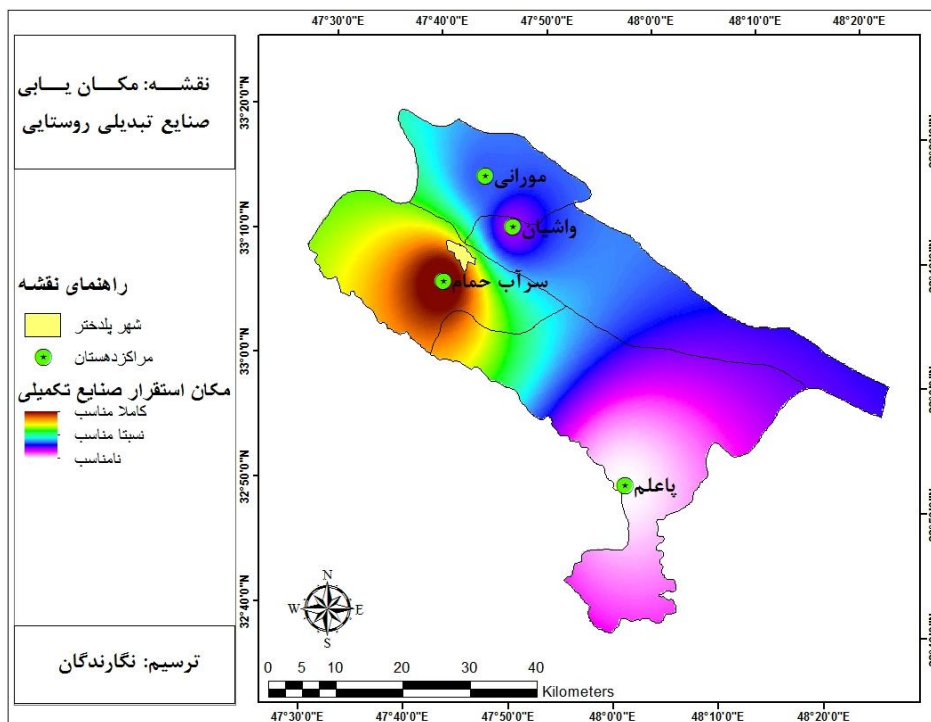 47°30'0"E 47°40'0"E 47°50'0"E 48°0'0"E 48°10'0"E 48°20'0"E
نقشه: مکان یابی
صنایع تبدیلی روستایی
راهنمای نقشه
شهر پلدختر
مراکزدهستان
مکان استقرار صنایع تکمیلی
کاملا مناسب
نسبتا مناسب
نامناسب
ترسیم: نگارندگان
33°20'0"N
33°10'0"N
33°0'0"N
32°50'0"N
32°40'0"N
مورانی
واشیان
سرآب حمام
پاعلم
N
W E
S
0 5 10 20 30 40
Kilometers
47°30'0"E 47°40'0"E 47°50'0"E 48°0'0"E 48°10'0"E 48°20'0"E